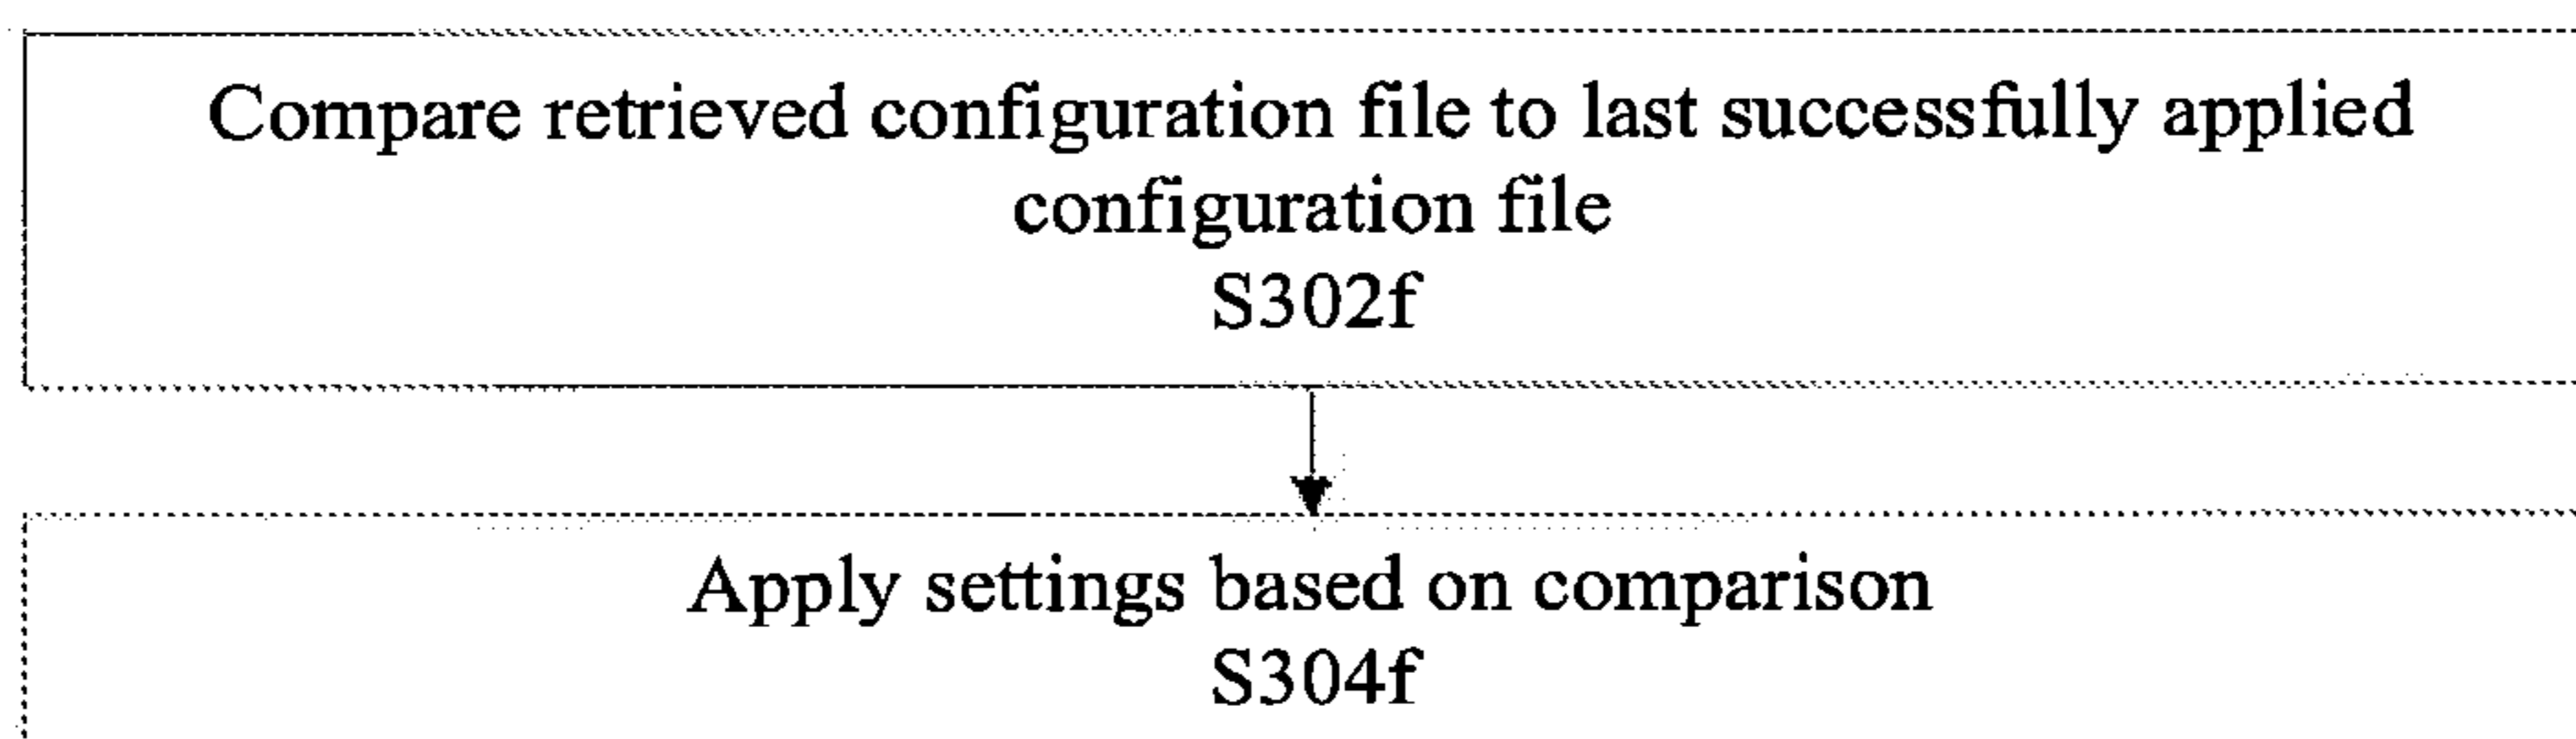 Compare retrieved configuration file to last successfully applied
configuration file
S302f
Apply settings based on comparison
S304f